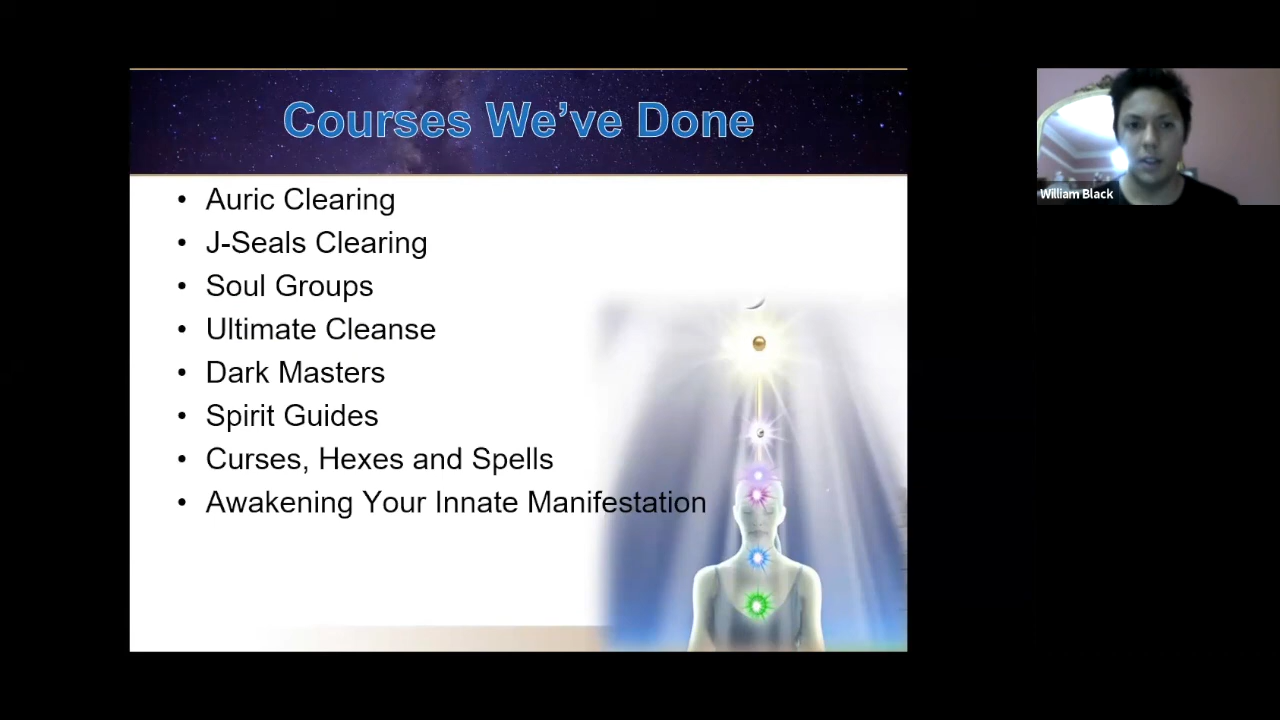 Courses We've Done
• Auric Clearing
• J-Seals Clearing
• Soul Groups
• Ultimate Cleanse
• Dark Masters
• Spirit Guides
• Curses, Hexes and Spells
• Awakening Your Innate Manifestation
William Black